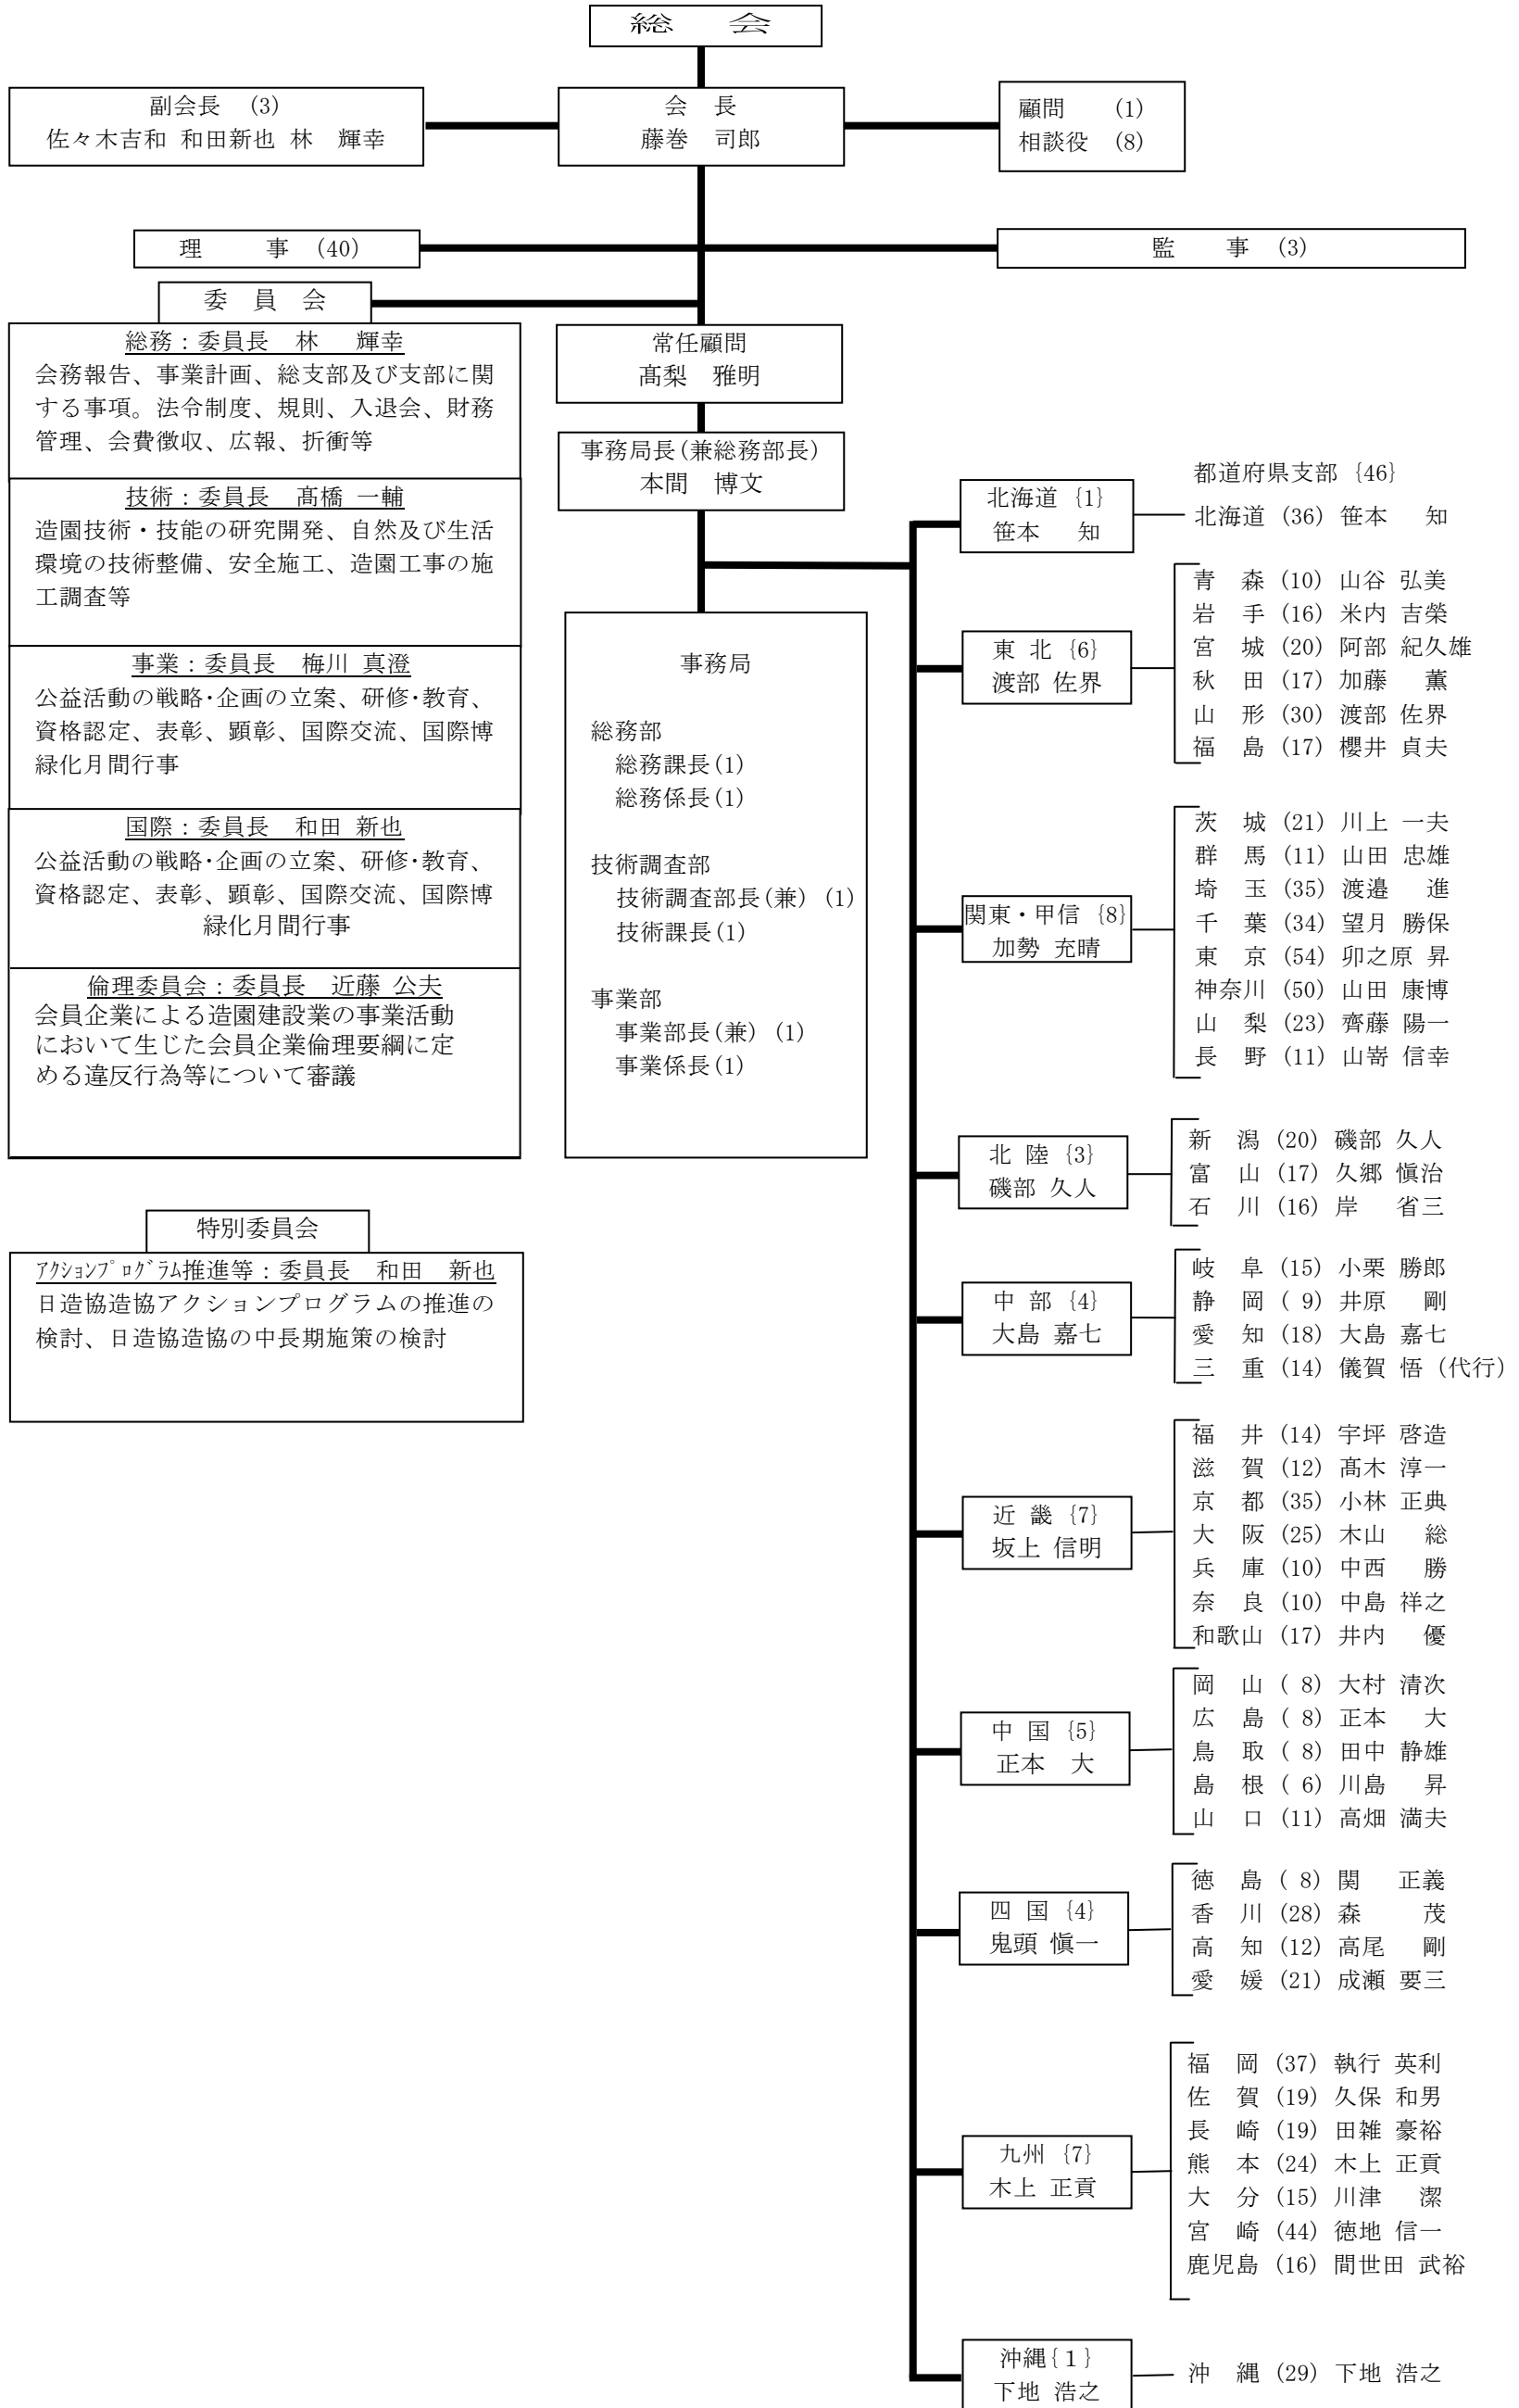 総　会
副会長 (3)
佐々木吉和 和田新也 林　輝幸
会　長
藤巻　司郎
顧問　　(1)
相談役　(8)
理　　事 (40)
監　　事 (3)
委　員　会
総務：委員長　林　輝幸
会務報告、事業計画、総支部及び支部に関
する事項。法令制度、規則、入退会、財務
管理、会費徴収、広報、折衝等
技術：委員長　髙橋 一輔
造園技術・技能の研究開発、自然及び生活
環境の技術整備、安全施工、造園工事の施
工調査等
事業：委員長　梅川 真澄
公益活動の戦略･企画の立案、研修･教育、
資格認定、表彰、顕彰、国際交流、国際博
緑化月間行事
国際：委員長　和田 新也
公益活動の戦略･企画の立案、研修･教育、
資格認定、表彰、顕彰、国際交流、国際博
緑化月間行事
倫理委員会：委員長　近藤 公夫
会員企業による造園建設業の事業活動
において生じた会員企業倫理要綱に定
める違反行為等について審議
特別委員会
ｱｸｼｮﾝﾌﾟﾛｸﾞﾗﾑ推進等：委員長　和田　新也
日造協造協アクションプログラムの推進の
検討、日造協造協の中長期施策の検討
常任顧問
髙梨　雅明
事務局長(兼総務部長)
本間　博文
事務局
総務部
総務課長(1)
総務係長(1)
技術調査部
技術調査部長(兼) (1)
技術課長(1)
事業部
事業部長(兼) (1)
事業係長(1)
都道府県支部 {46}
北海道 {1}
笹本　知
北海道 (36) 笹本　知
東 北 {6}
渡部 佐界
青　森 (10) 山谷 弘美
岩　手 (16) 米内 吉榮
宮　城 (20) 阿部 紀久雄
秋　田 (17) 加藤　薫
山　形 (30) 渡部 佐界
福　島 (17) 櫻井 貞夫
関東・甲信 {8}
加勢 充晴
茨　城 (21) 川上 一夫
群　馬 (11) 山田 忠雄
埼　玉 (35) 渡邉　進
千　葉 (34) 望月 勝保
東　京 (54) 卯之原 昇
神奈川 (50) 山田 康博
山　梨 (23) 齊藤 陽一
長　野 (11) 山嵜 信幸
北 陸 {3}
磯部 久人
新　潟 (20) 磯部 久人
富　山 (17) 久郷 愼治
石　川 (16) 岸　省三
中 部 {4}
大島 嘉七
岐　阜 (15) 小栗 勝郎
静　岡 ( 9) 井原　剛
愛　知 (18) 大島 嘉七
三　重 (14) 儀賀 悟（代行）
近 畿 {7}
坂上 信明
福　井 (14) 宇坪 啓造
滋　賀 (12) 髙木 淳一
京　都 (35) 小林 正典
大　阪 (25) 木山　総
兵　庫 (10) 中西　勝
奈　良 (10) 中島 祥之
和歌山 (17) 井内　優
中 国 {5}
正本　大
岡　山 ( 8) 大村 清次
広　島 ( 8) 正本　大
鳥　取 ( 8) 田中 静雄
島　根 ( 6) 川島　昇
山　口 (11) 高畑 満夫
四 国 {4}
鬼頭 愼一
徳　島 ( 8) 関　正義
香　川 (28) 森　　茂
高　知 (12) 高尾　剛
愛　媛 (21) 成瀬 要三
九州 {7}
木上 正貢
福　岡 (37) 執行 英利
佐　賀 (19) 久保 和男
長　崎 (19) 田雑 豪裕
熊　本 (24) 木上 正貢
大　分 (15) 川津　潔
宮　崎 (44) 徳地 信一
鹿児島 (16) 間世田 武裕
沖縄{１}
下地 浩之
沖　縄 (29) 下地 浩之